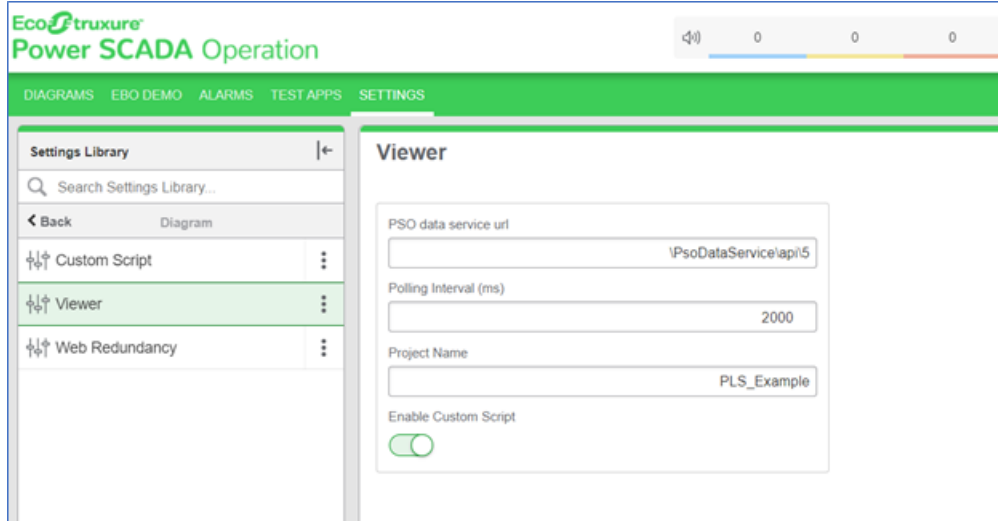 EcoStruxure
Power SCADA Operation
0 0 0
DIAGRAMS EBO DEMO ALARMS TEST APPS SETTINGS
Settings Library
Search Settings Library...
Back Diagram
Custom Script
Viewer
Web Redundancy
Viewer
PSO data service url
\PsoDataService\api\5
Polling Interval (ms)
2000
Project Name
PLS_Example
Enable Custom Script